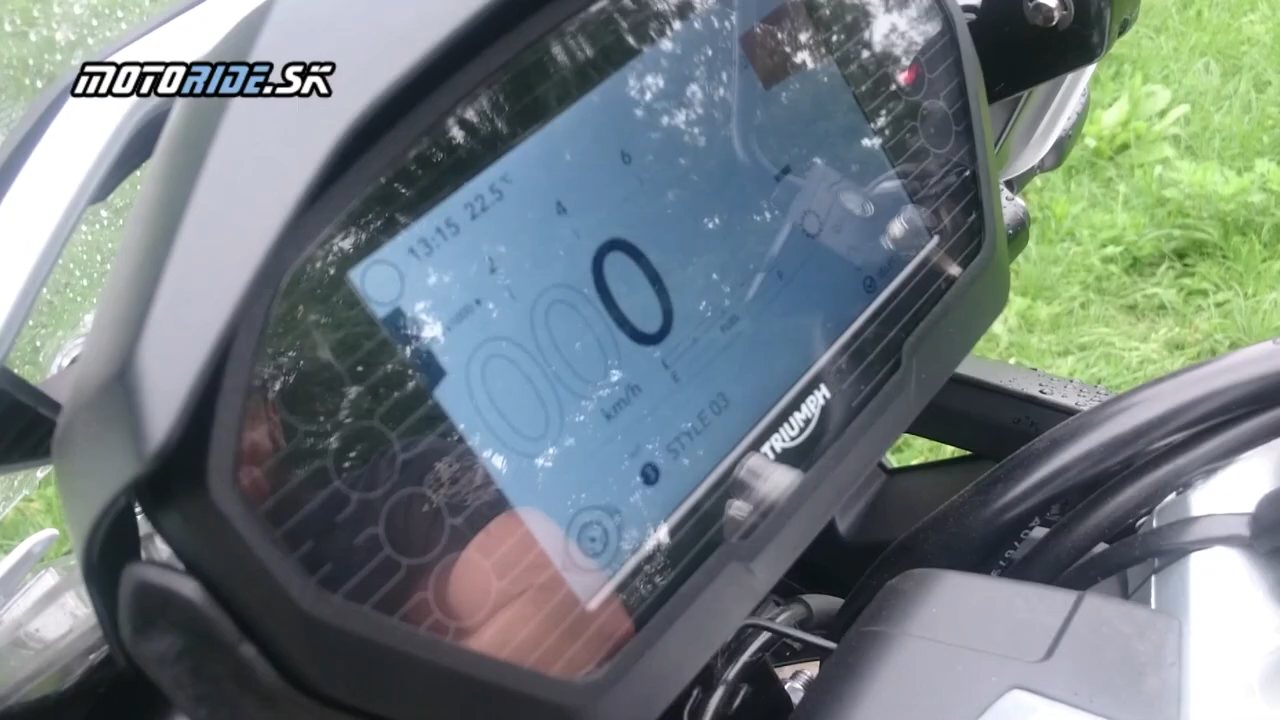 MOTORIDE.SK
13:15 22.5°
2
4
6
0
km/h
STYLE 03
TRIUMPH